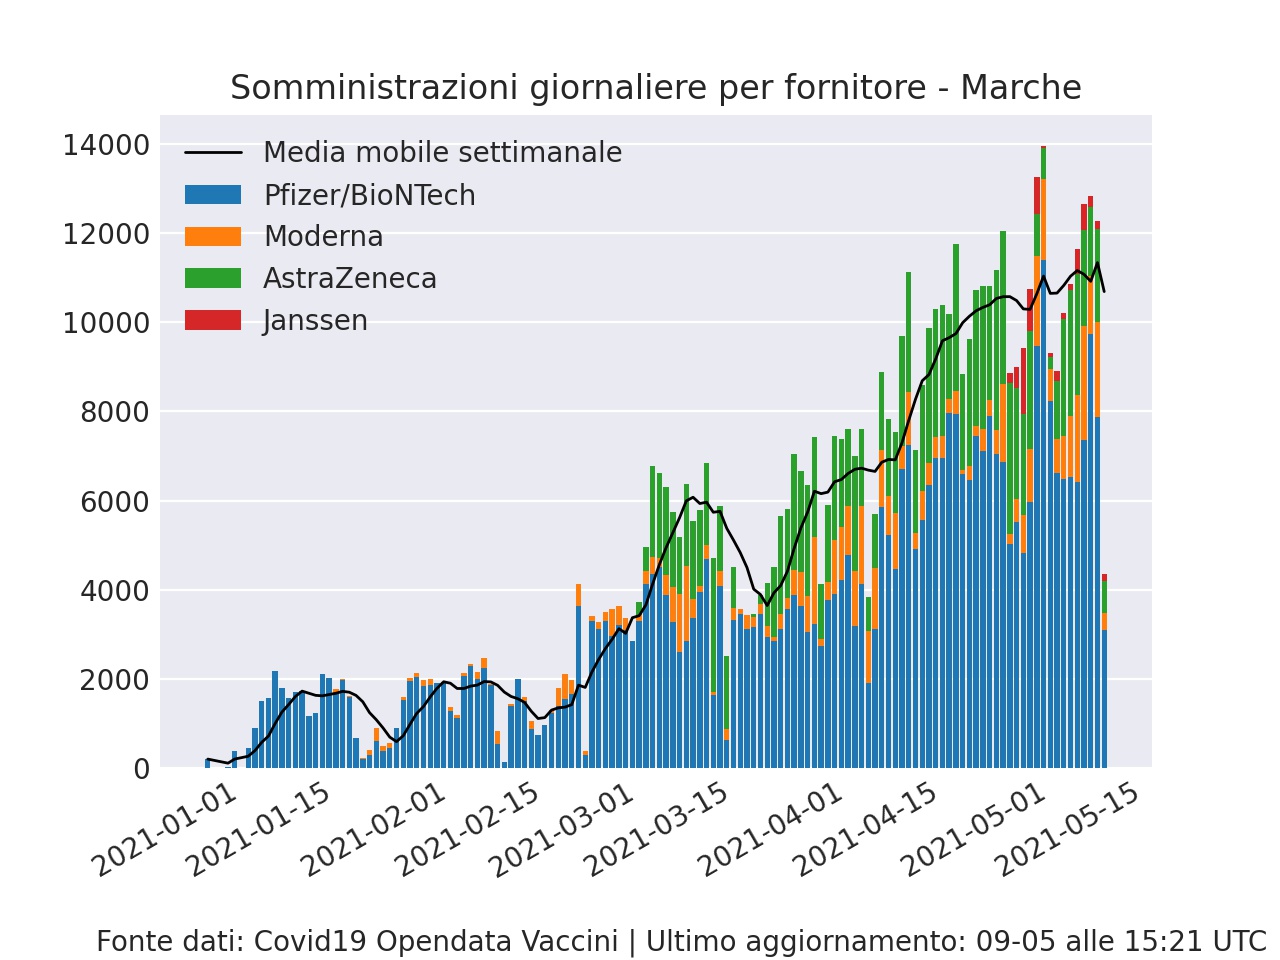 Somministrazioni giornaliere per fornitore - Marche
Media mobile settimanale
Pfizer/BioNTech
Moderna
AstraZeneca
Janssen
14000
12000
10000
8000
6000
4000
2000
0
2021-01-01
2021-01-15
2021-02-01
2021-02-15
2021-03-01
2021-03-15
2021-04-01
2021-04-15
2021-05-01
2021-05-15
Fonte dati: Covid19 Opendata Vaccini | Ultimo aggiornamento: 09-05 alle 15:21 UTC